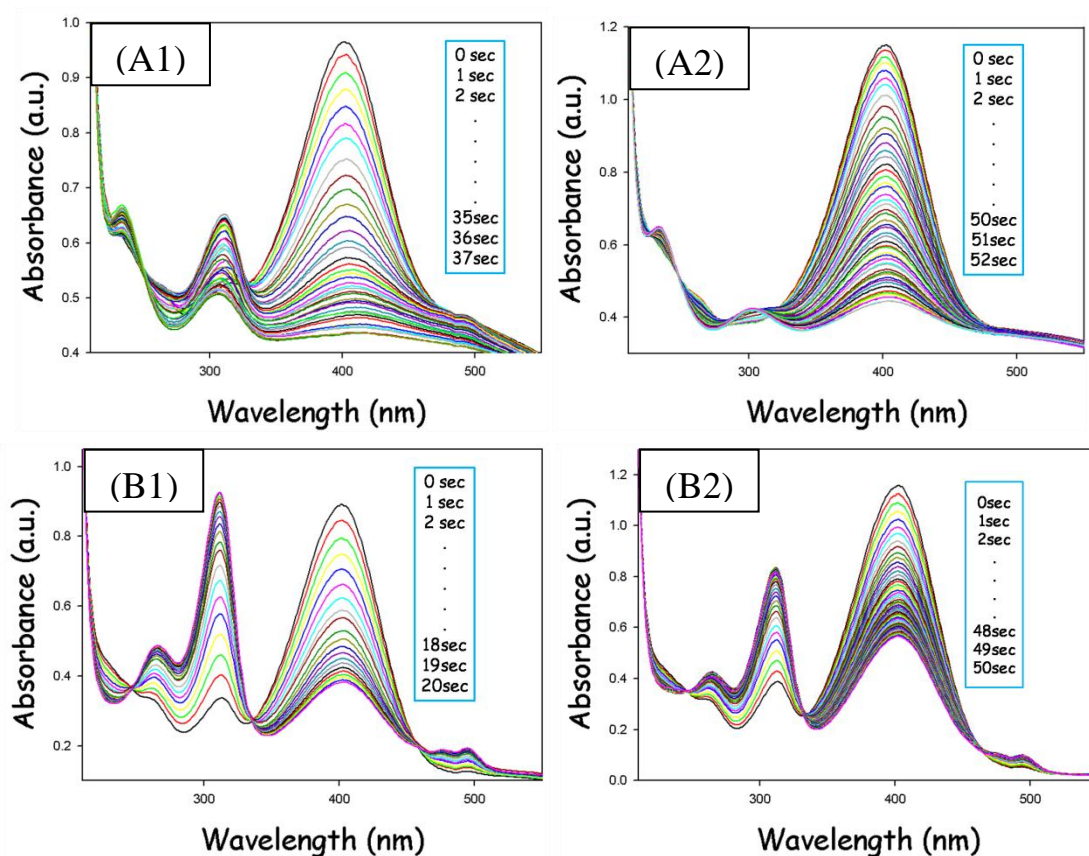 (A1)
Absorbance (a.u.)
1.0
0.9
0.8
0.7
0.6
0.5
0.4
0 sec
1 sec
2 sec
.
.
.
.
.
35sec
36sec
37sec
300
400
500
Wavelength (nm)
(A2)
Absorbance (a.u.)
1.2
1.0
0.8
0.6
0.4
0 sec
1 sec
2 sec
.
.
.
.
.
50sec
51sec
52sec
300
400
500
Wavelength (nm)
(B1)
Absorbance (a.u.)
1.0
0.8
0.6
0.4
0.2
0 sec
1 sec
2 sec
.
.
.
.
.
18sec
19sec
20sec
300
400
500
Wavelength (nm)
(B2)
Absorbance (a.u.)
1.2
1.0
0.8
0.6
0.4
0.2
0.0
0sec
1sec
2sec
.
.
.
.
.
48sec
49sec
50sec
300
400
500
Wavelength (nm)